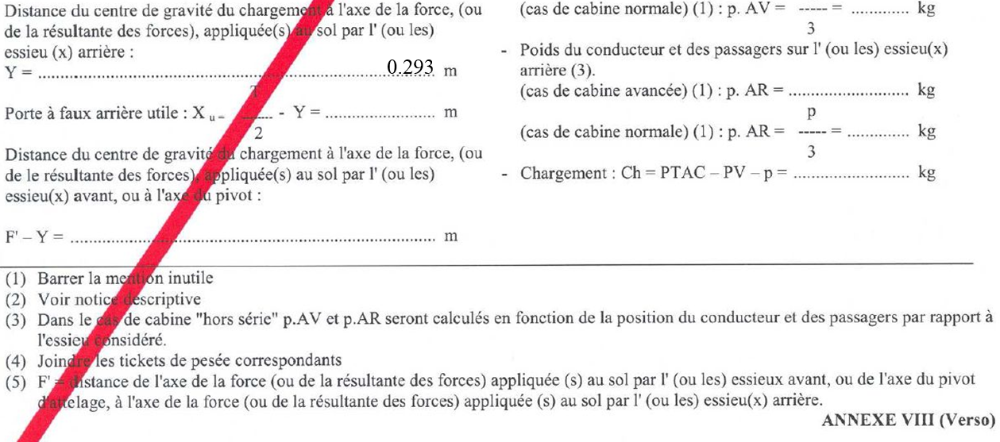 Distance du centre de gravité du chargement à l'axe de la force, (ou
de la résultante des forces), appliquée(s) au sol par l' (ou les)
essieu (x) arrière :
Y = ........................................................ 0.293 m
T
Porte à faux arrière utile : X u = ------ - Y = ........................ m
2
Distance du centre de gravité du chargement à l'axe de la force, (ou
de le résultante des forces), appliquée(s) au sol par l' (ou les)
essieu(x) avant, ou à l'axe du pivot :
F' – Y = ............................................................................ m
(cas de cabine normale) (1) : p. AV = ----- = ............. kg
3
- Poids du conducteur et des passagers sur l' (ou les) essieu(x)
arrière (3).
(cas de cabine avancée) (1) : p. AR = .......................... kg
p
(cas de cabine normale) (1) : p. AR = ----- = .............. kg
3
- Chargement : Ch = PTAC – PV – p = ......................... kg
(1) Barrer la mention inutile
(2) Voir notice descriptive
(3) Dans le cas de cabine "hors série" p.AV et p.AR seront calculés en fonction de la position du conducteur et des passagers par rapport à
l'essieu considéré.
(4) Joindre les tickets de pesée correspondants
(5) F' = distance de l'axe de la force (ou de la résultante des forces) appliquée (s) au sol par l' (ou les) essieux avant, ou de l'axe du pivot
d'attelage, à l'axe de la force (ou de la résultante des forces) appliquée (s) au sol par l' (ou les) essieu(x) arrière.
ANNEXE VIII (Verso)